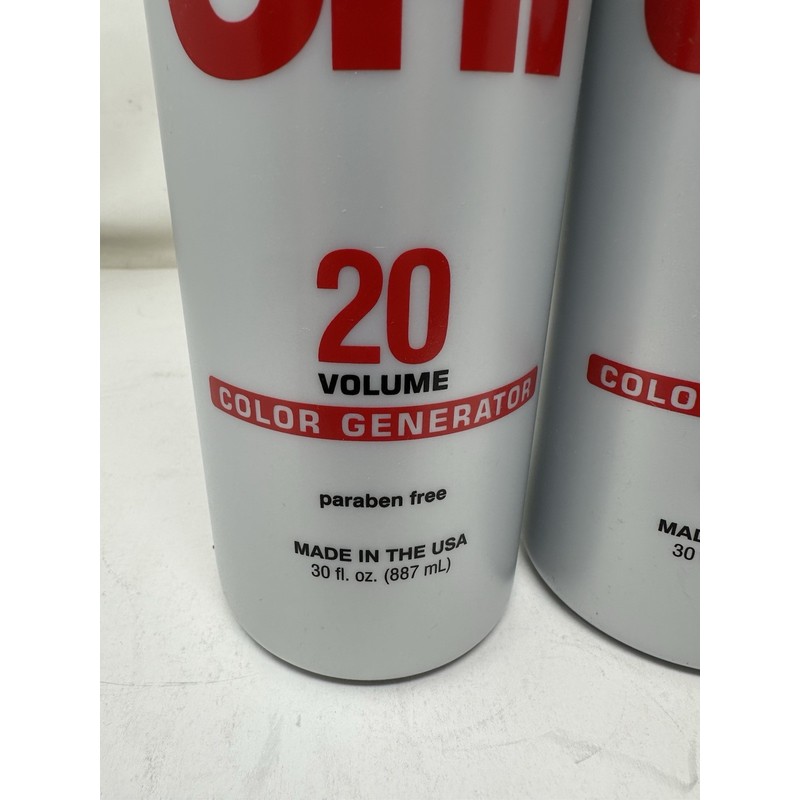 20
VOLUME
COLOR GENERATOR
paraben free
MADE IN THE USA
30 fl. oz. (887 mL)
COLO
MAD
30